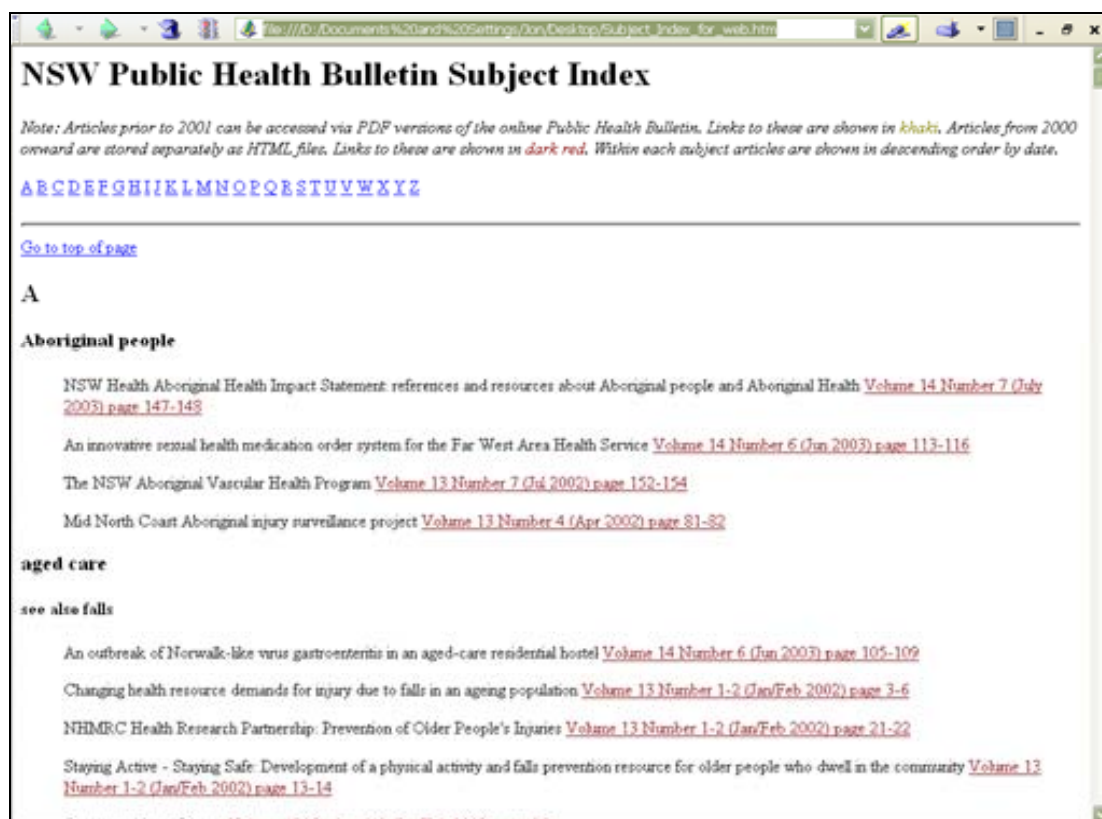 file:///D:/Documents%20and%20Settings/Jon/Desktop/Subject_Index_for_web.htm
NSW Public Health Bulletin Subject Index
Note: Articles prior to 2001 can be accessed via PDF versions of the online Public Health Bulletin. Links to these are shown in khaki. Articles from 2000
onward are stored separately as HTML files. Links to these are shown in dark red. Within each subject articles are shown in descending order by date.
A B C D E F G H I J K L M N O P Q R S T U V W X Y Z
Go to top of page
A
Aboriginal people
NSW Health Aboriginal Health Impact Statement: references and resources about Aboriginal people and Aboriginal Health Volume 14 Number 7 (July
2003) page 147-148
An innovative sexual health medication order system for the Far West Area Health Service Volume 14 Number 6 (Jun 2003) page 113-116
The NSW Aboriginal Vascular Health Program Volume 13 Number 7 (Jul 2002) page 152-154
Mid North Coast Aboriginal injury surveillance project Volume 13 Number 4 (Apr 2002) page 81-82
aged care
see also falls
An outbreak of Norwalk-like virus gastroenteritis in an aged-care residential hostel Volume 14 Number 6 (Jun 2003) page 105-109
Changing health resource demands for injury due to falls in an ageing population Volume 13 Number 1-2 (Jan/Feb 2002) page 3-6
NHMRC Health Research Partnership: Prevention of Older People's Injuries Volume 13 Number 1-2 (Jan/Feb 2002) page 21-22
Staying Active - Staying Safe: Development of a physical activity and falls prevention resource for older people who dwell in the community Volume 13
Number 1-2 (Jan/Feb 2002) page 13-14